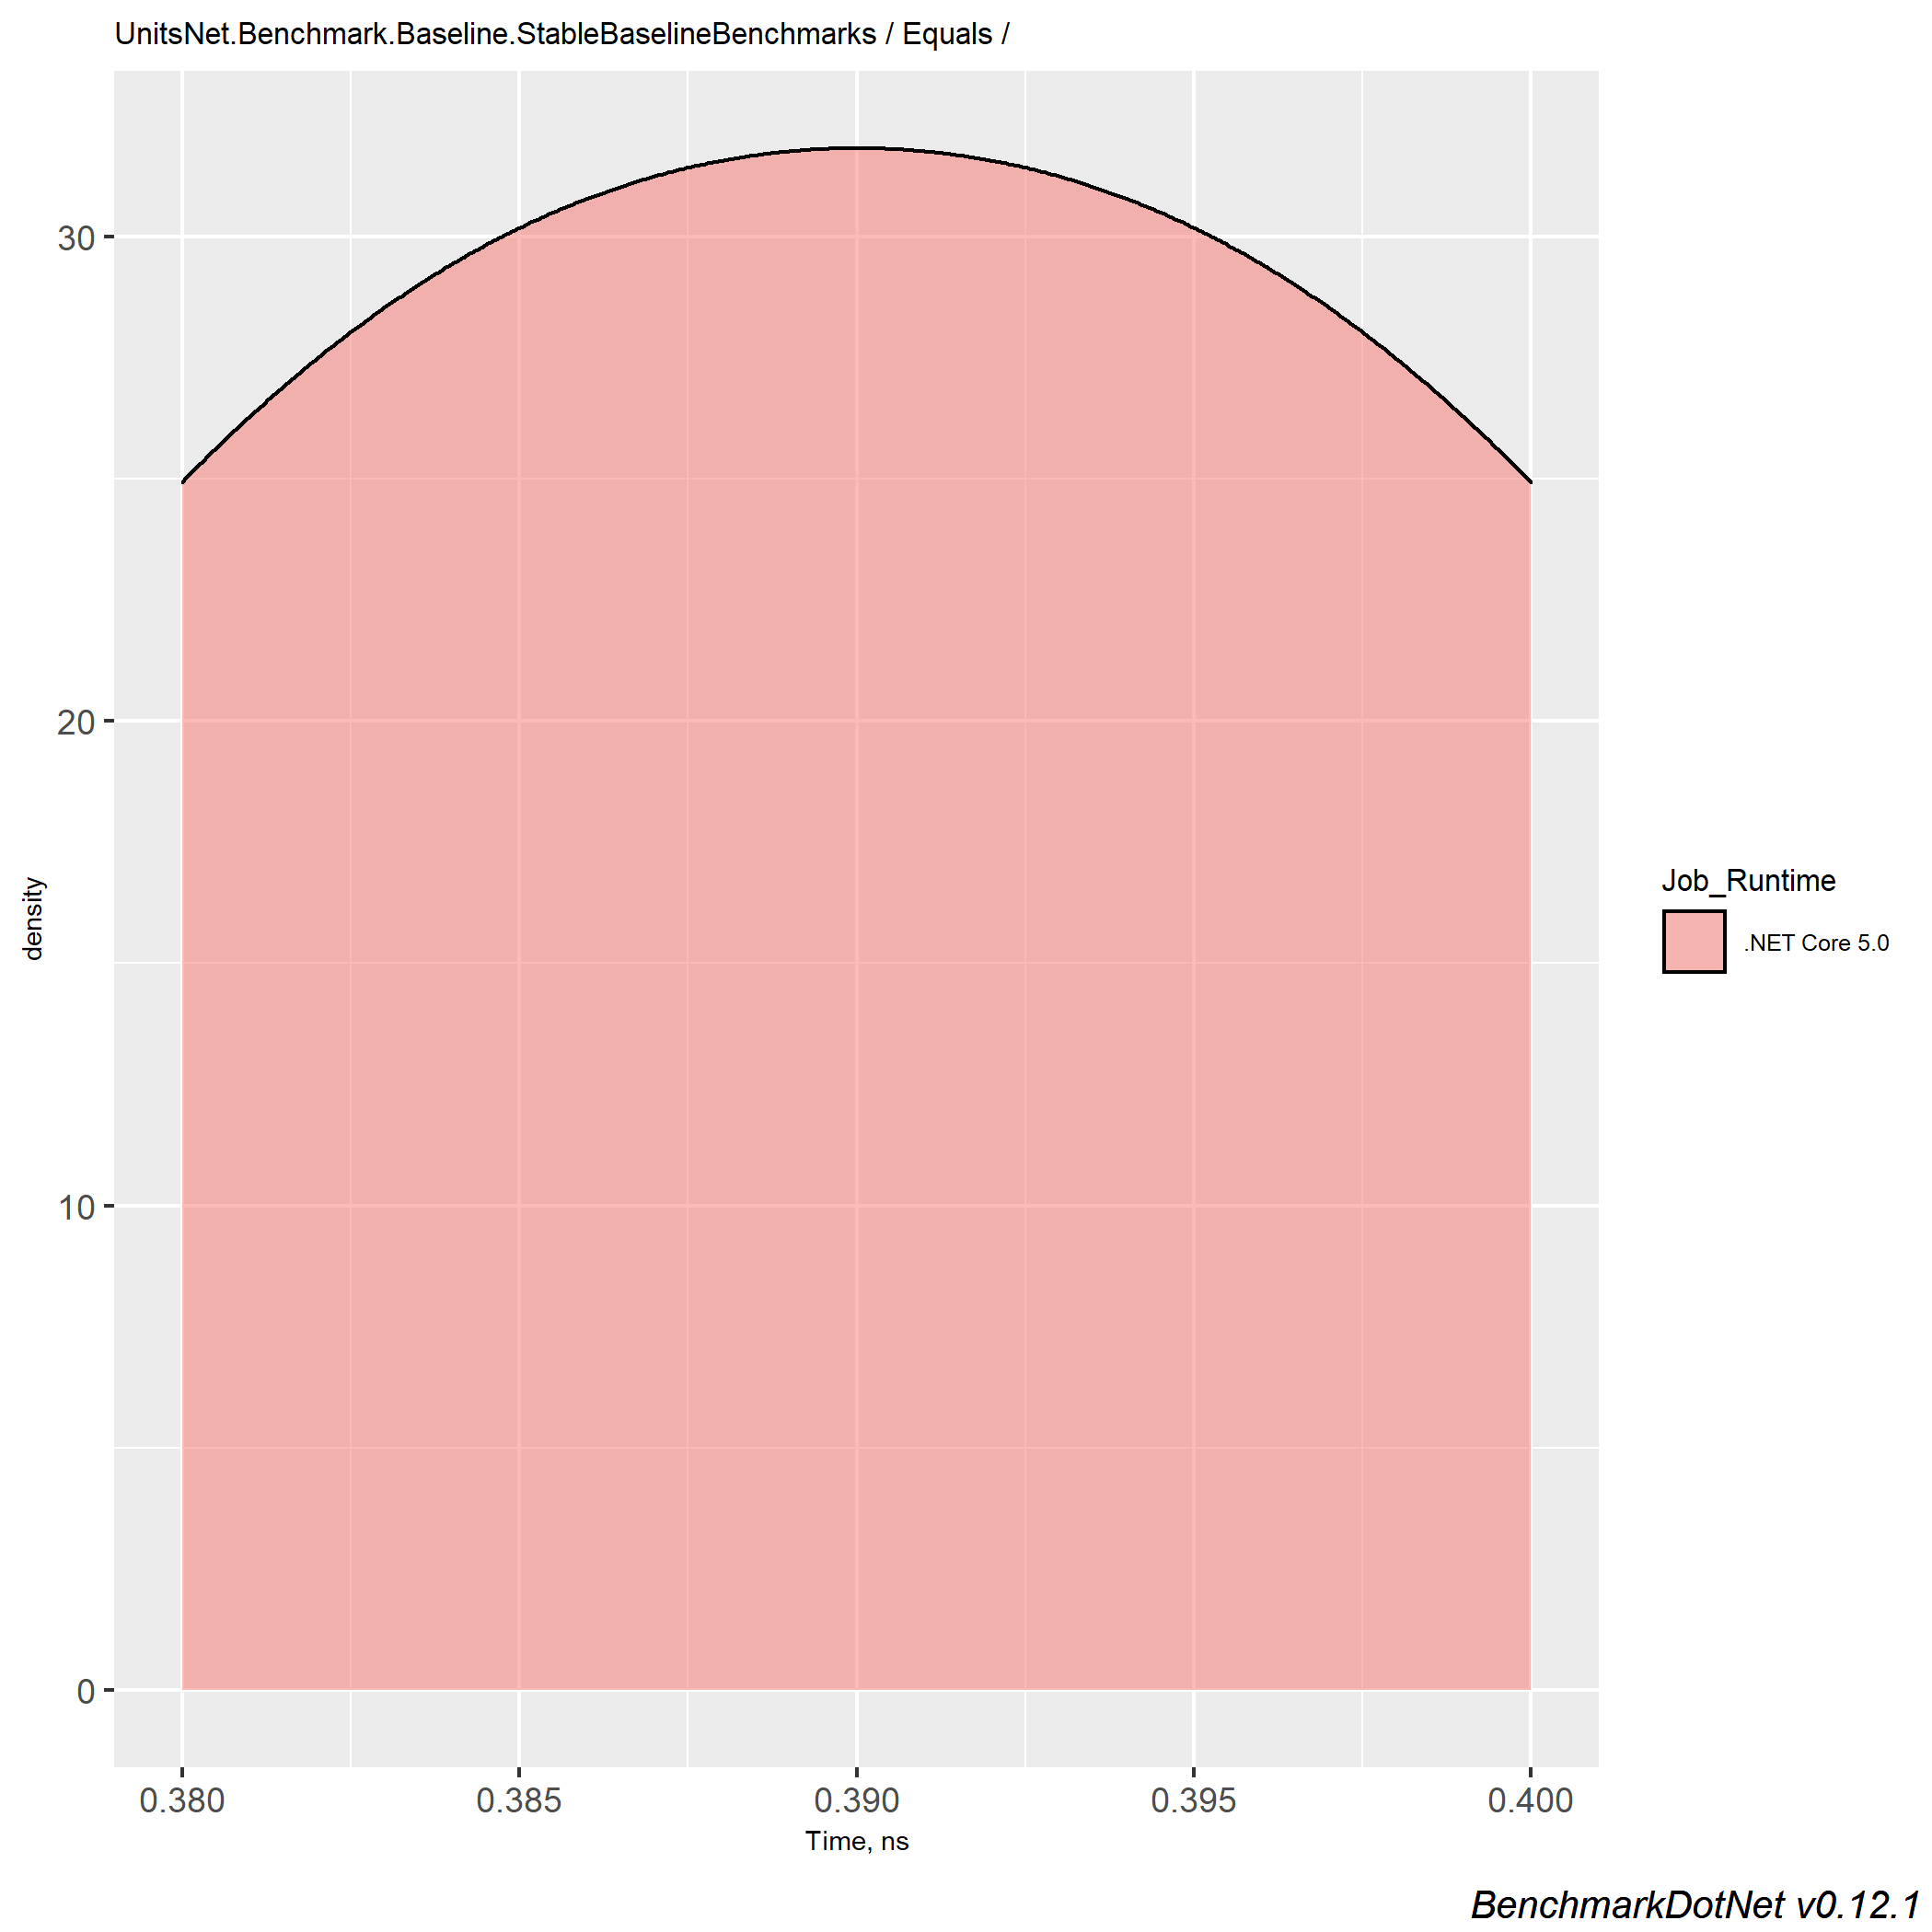 UnitsNet.Benchmark.Baseline.StableBaselineBenchmarks / Equals /
30
20
10
0
density
0.380 0.385 0.390 0.395 0.400
Time, ns
Job_Runtime
.NET Core 5.0
BenchmarkDotNet v0.12.1